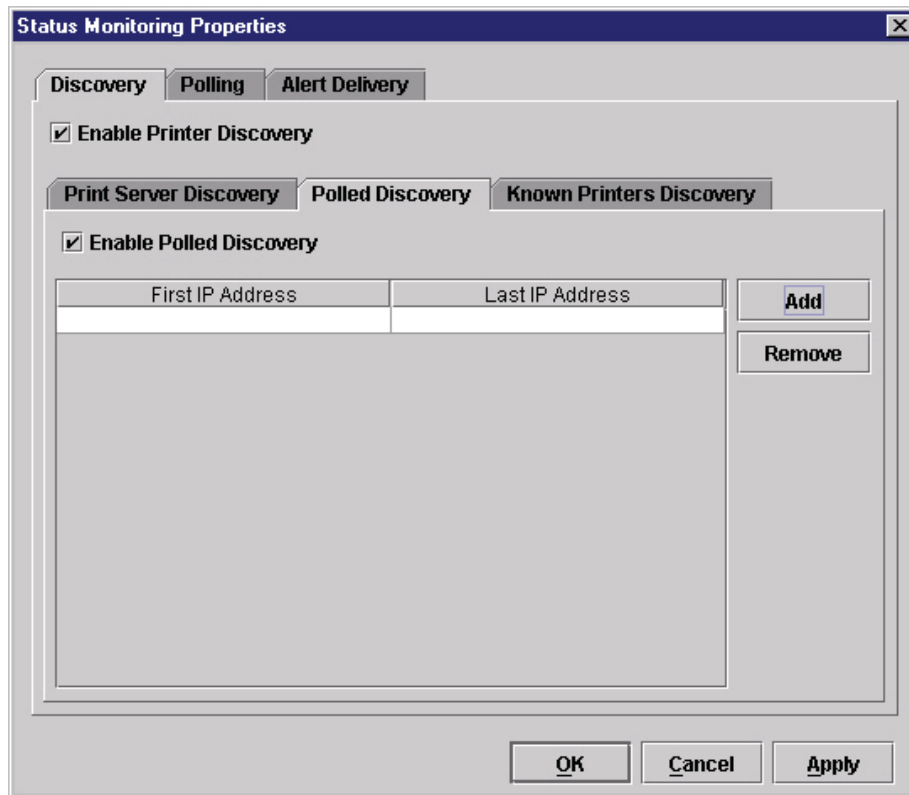 Status Monitoring Properties
Discovery Polling Alert Delivery
Enable Printer Discovery
Print Server Discovery Polled Discovery Known Printers Discovery
Enable Polled Discovery
First IP Address Last IP Address Add
Remove
OK Cancel Apply